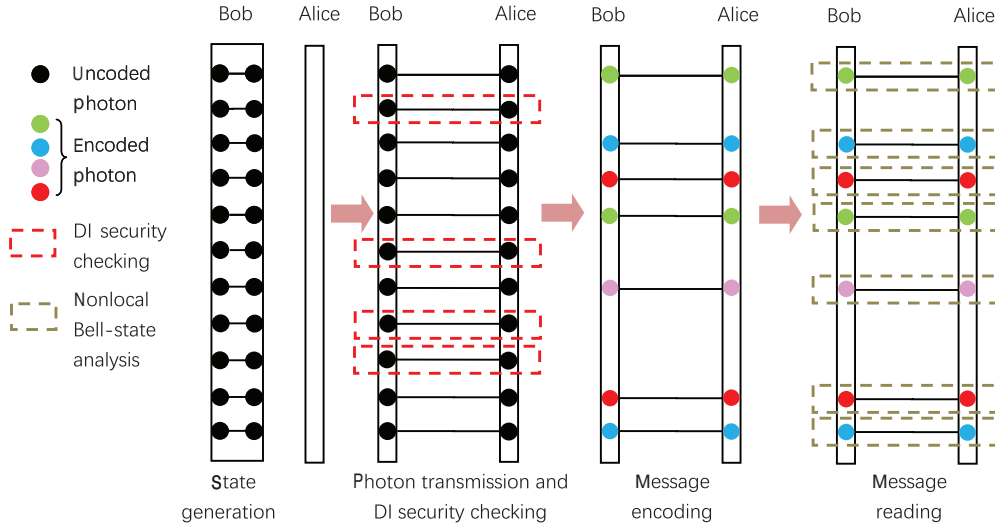 Bob Alice Bob Alice Bob Alice Bob Alice
Uncoded
photon
Encoded
photon
DI security
checking
Nonlocal
Bell-state
analysis
State
generation
Photon transmission and
DI security checking
Message
encoding
Message
reading